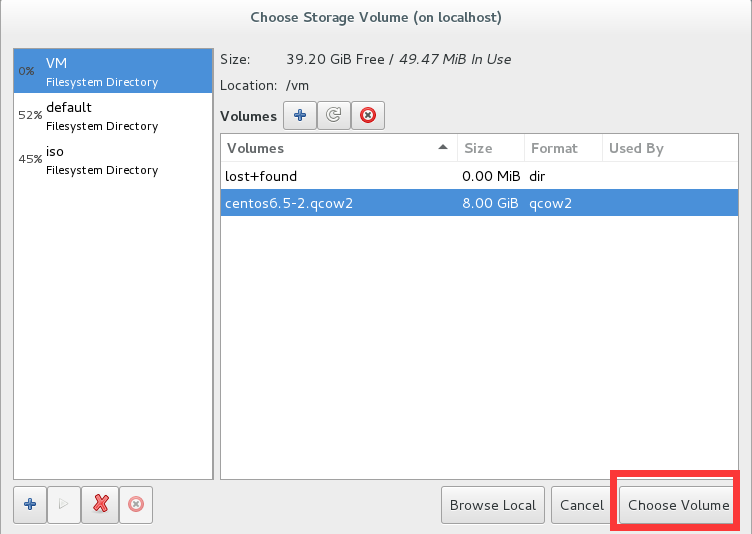 Choose Storage Volume (on localhost)
0% VM
Filesystem Directory
52% default
Filesystem Directory
45% iso
Filesystem Directory
Size: 39.20 GiB Free / 49.47 MiB In Use
Location: /vm
Volumes
Volumes Size Format Used By
lost+found 0.00 MiB dir
centos6.5-2.qcow2 8.00 GiB qcow2
Browse Local Cancel Choose Volume